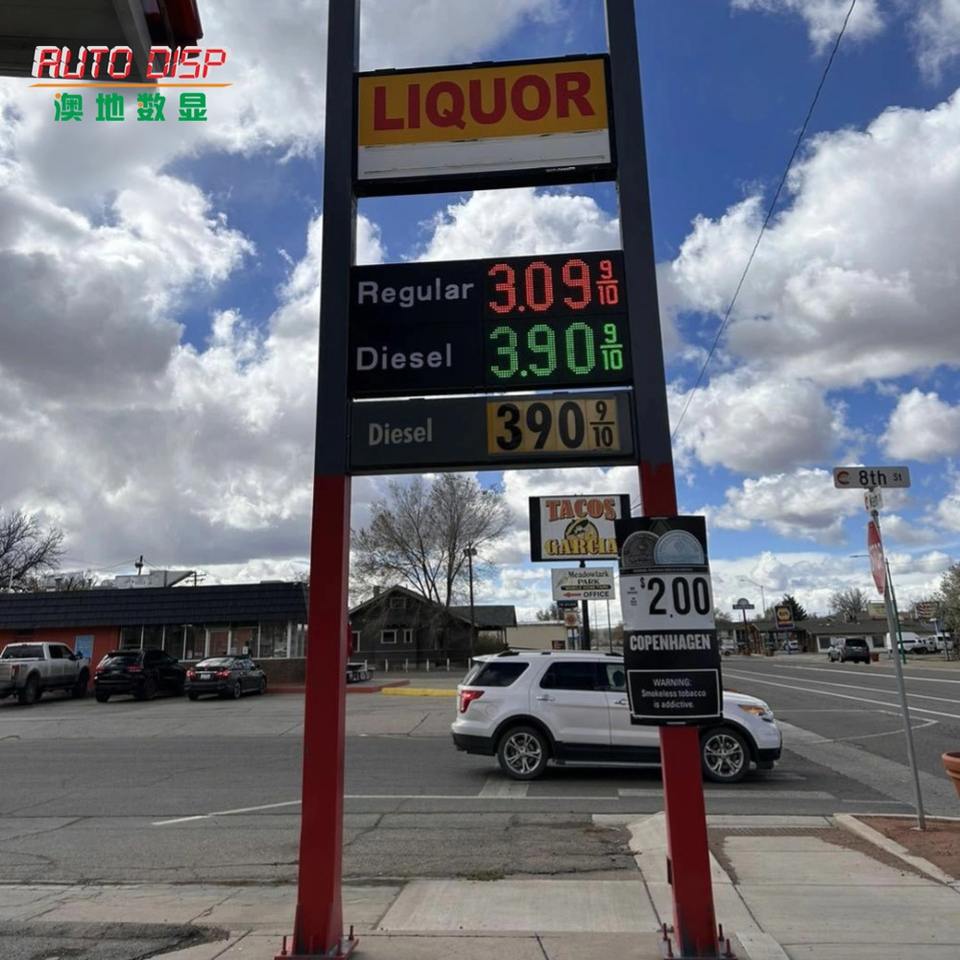 AUTO DISP
澳地数显
LIQUOR
Regular 3.09 9/10
Diesel 3.90 9/10
Diesel 390 9/10
TACOS
GARCIA
Meadowlark
PARK
OFFICE
8th St
$2.00
COPENHAGEN
WARNING:
Smokeless tobacco
is addictive.